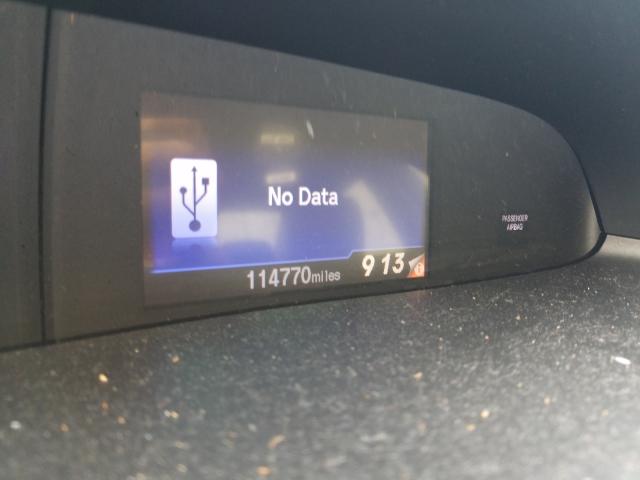 No Data
114770miles
9 13
PASSENGER
AIRBAG